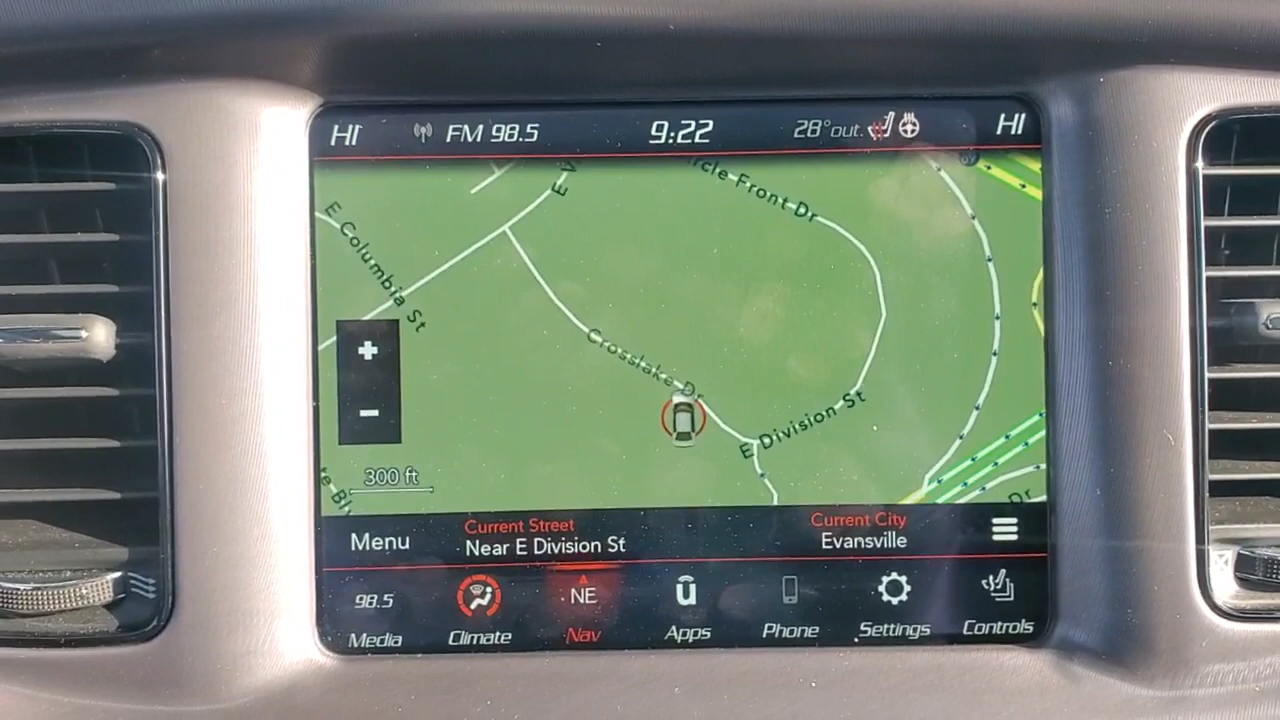 HI FM 98.5 9:22 28°out. HI
rcle Front Dr
E V
E Columbia St
Crosslake Dr
E Division St
+
-
300 ft
Dr
Menu
Current Street
Near E Division St
Current City
Evansville
98.5
NE
Media Climate Nav Apps Phone Settings Controls